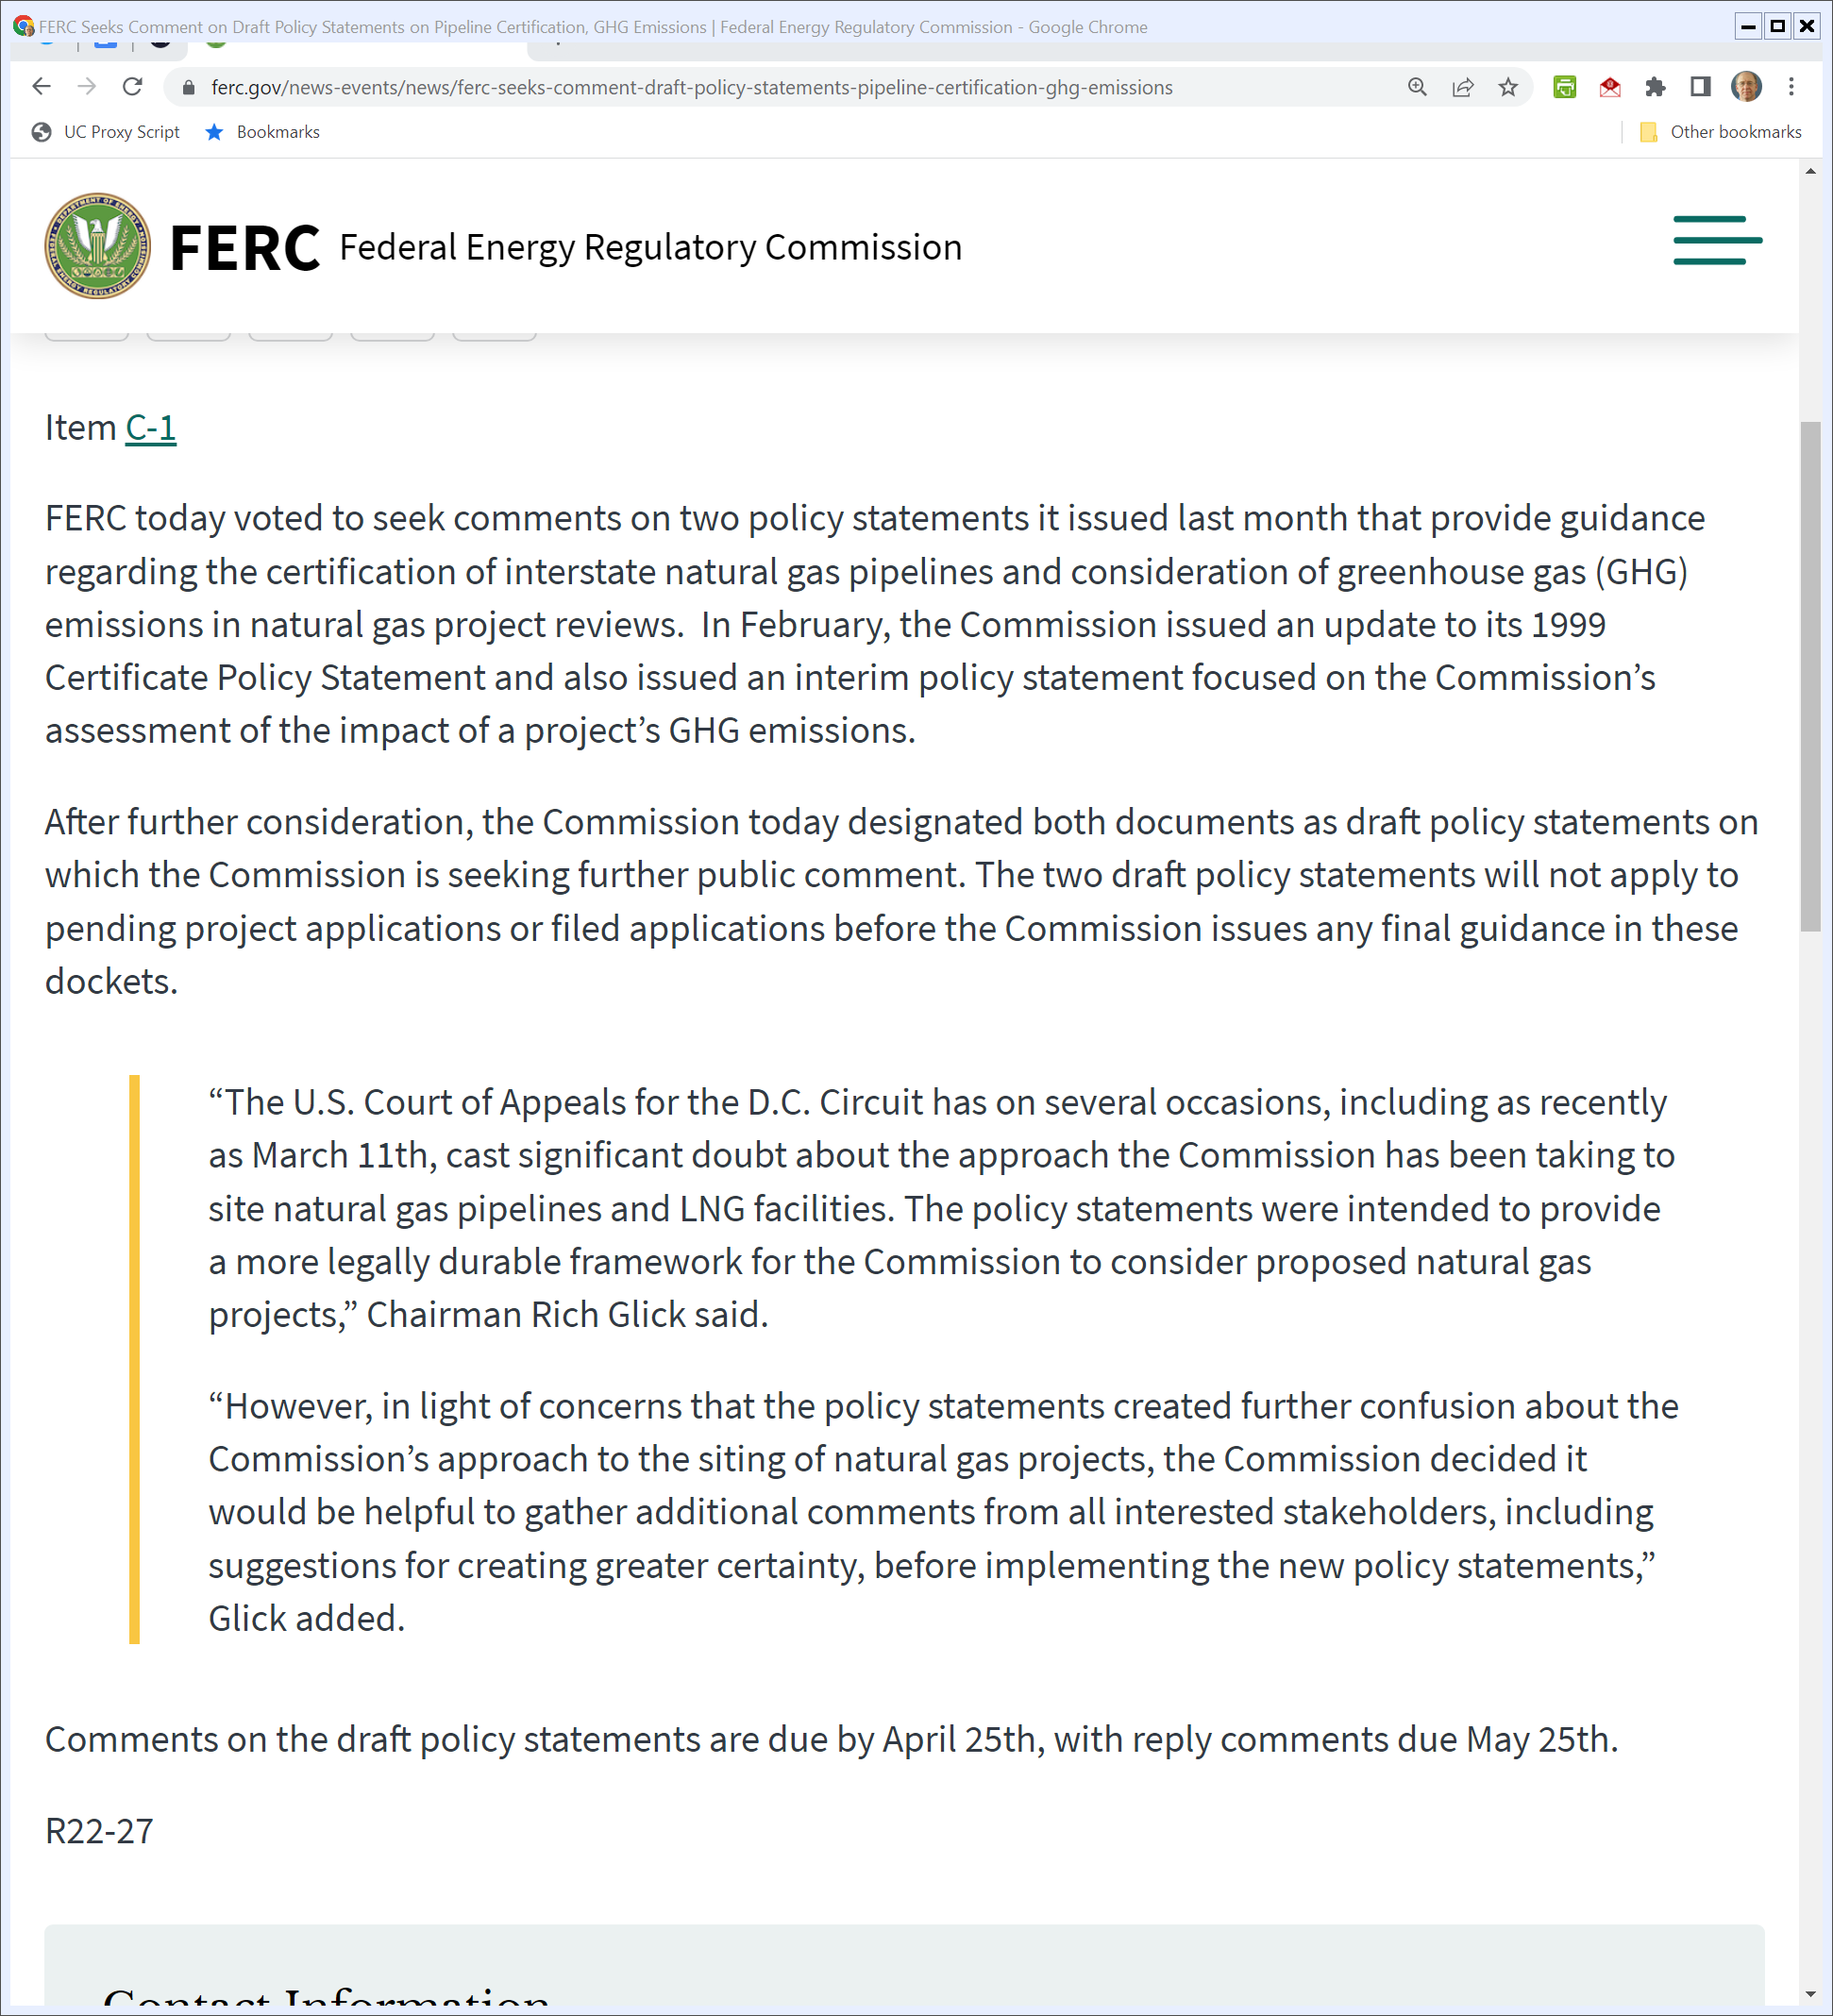 FERC Seeks Comment on Draft Policy Statements on Pipeline Certification, GHG Emissions | Federal Energy Regulatory Commission - Google Chrome
ferc.gov/news-events/news/ferc-seeks-comment-draft-policy-statements-pipeline-certification-ghg-emissions
UC Proxy Script Bookmarks Other bookmarks
FERC Federal Energy Regulatory Commission
Item C-1
FERC today voted to seek comments on two policy statements it issued last month that provide guidance
regarding the certification of interstate natural gas pipelines and consideration of greenhouse gas (GHG)
emissions in natural gas project reviews.  In February, the Commission issued an update to its 1999
Certificate Policy Statement and also issued an interim policy statement focused on the Commission’s
assessment of the impact of a project’s GHG emissions.
After further consideration, the Commission today designated both documents as draft policy statements on
which the Commission is seeking further public comment. The two draft policy statements will not apply to
pending project applications or filed applications before the Commission issues any final guidance in these
dockets.
“The U.S. Court of Appeals for the D.C. Circuit has on several occasions, including as recently
as March 11th, cast significant doubt about the approach the Commission has been taking to
site natural gas pipelines and LNG facilities. The policy statements were intended to provide
a more legally durable framework for the Commission to consider proposed natural gas
projects,” Chairman Rich Glick said.
“However, in light of concerns that the policy statements created further confusion about the
Commission’s approach to the siting of natural gas projects, the Commission decided it
would be helpful to gather additional comments from all interested stakeholders, including
suggestions for creating greater certainty, before implementing the new policy statements,”
Glick added.
Comments on the draft policy statements are due by April 25th, with reply comments due May 25th.
R22-27
Contact Information